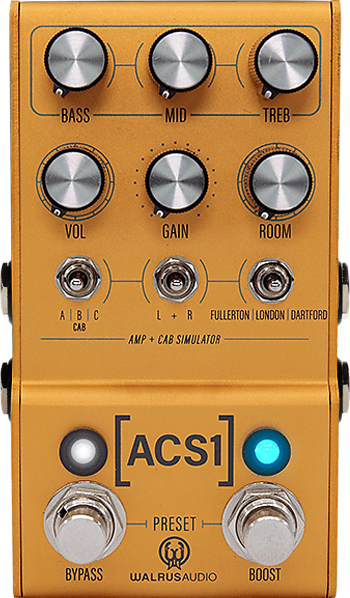 BASS MID TREB
VOL GAIN ROOM
A | B | C L + R FULLERTON | LONDON | DARTFORD
CAB
AMP + CAB SIMULATOR
[ACS1]
PRESET
BYPASS WALRUSAUDIO BOOST